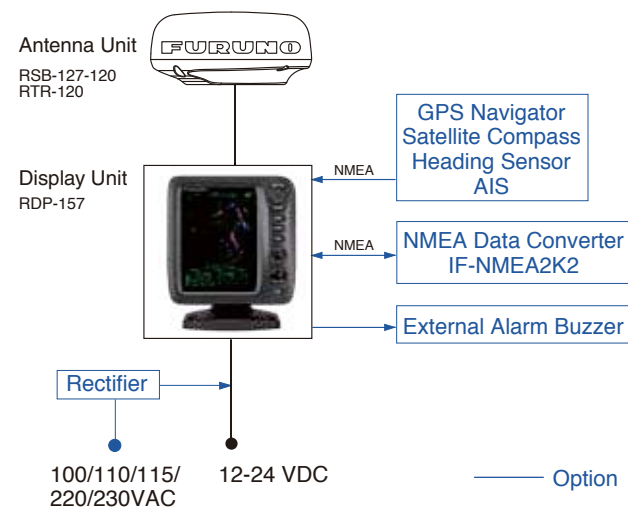 Antenna Unit
RSB-127-120
RTR-120
FURUNO
GPS Navigator
Satellite Compass
Heading Sensor
AIS
NMEA
Display Unit
RDP-157
NMEA
NMEA Data Converter
IF-NMEA2K2
External Alarm Buzzer
Rectifier
100/110/115/
220/230VAC
12-24 VDC
Option